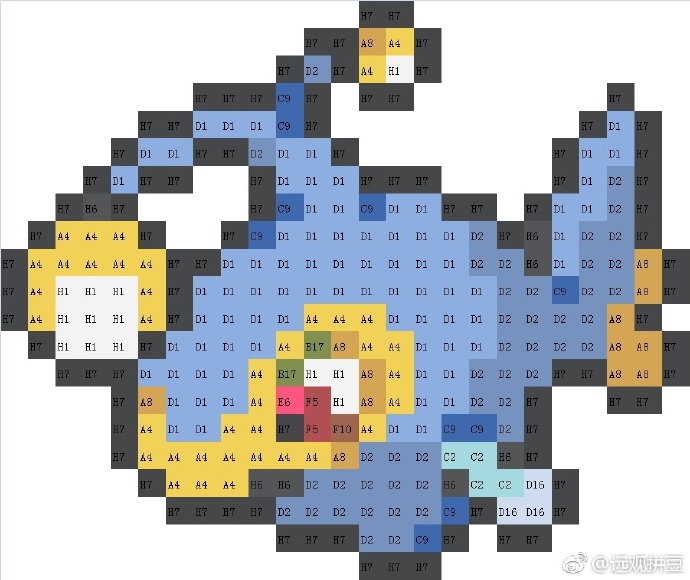 H7 H7
H7 H7 A8 A4 H7
H7 D2 H7 A4 H1 H7
H7 H7 H7 C9 H7 H7 H7 H7
H7 H7 D1 D1 D1 C9 H7 H7 D1 H7
H7 D1 D1 H7 H7 D2 D1 D1 H7 H7 D1 D1 H7
H7 D1 H7 H7 H7 D1 D1 D1 H7 H7 H7 H7 D1 D1 D2 H7
H7 H6 H7 H7 C9 D1 D1 C9 D1 D1 H7 H7 H7 D1 D1 D2 H7
H7 A4 A4 A4 H7 H7 C9 D1 D1 D1 D1 D1 D1 D1 D2 H7 H6 D1 D2 D2 H7
H7 A4 A4 A4 A4 A4 H7 H7 D1 D1 D1 D1 D1 D1 D1 D1 D1 D2 D2 H6 D1 D2 D2 A8 H7
H7 A4 H1 H1 H1 A4 H7 D1 D1 D1 D1 D1 D1 D1 D1 D1 D1 D1 D2 D2 C9 D2 D2 A8 H7
H7 A4 H1 H1 H1 A4 H7 D1 D1 D1 D1 A4 A4 A4 D1 D1 D1 D1 D2 D2 D2 D2 A8 H7
H7 H1 H1 H1 H7 D1 D1 D1 D1 A4 B17 A8 A4 A4 D1 D1 D1 D2 D2 D2 D2 A8 A8 H7
H7 H7 H7 D1 D1 D1 D1 A4 B17 H1 H1 A8 A4 D1 D1 D2 D2 D2 H7 H7 A8 A8 H7
H7 A8 D1 D1 D1 A4 E6 F5 H1 A8 A4 D1 D1 D2 D2 H7 H7 H7
H7 A4 D1 D1 A4 A4 H7 F5 F10 A4 D1 D1 C9 C9 D2 H7
H7 A4 A4 A4 A4 A4 A4 A4 A8 D2 D2 D2 C2 C2 H6 H7
H7 A4 A4 A4 H6 H6 D2 D2 D2 D2 D2 H6 C2 C2 D16 H7
H7 H7 H7 H7 D2 D2 D2 D2 D2 D2 C9 H7 D16 D16 H7
H7 H7 H7 D2 D2 C9 H7 H7 H7
H7 H7 H7
@远观拼豆